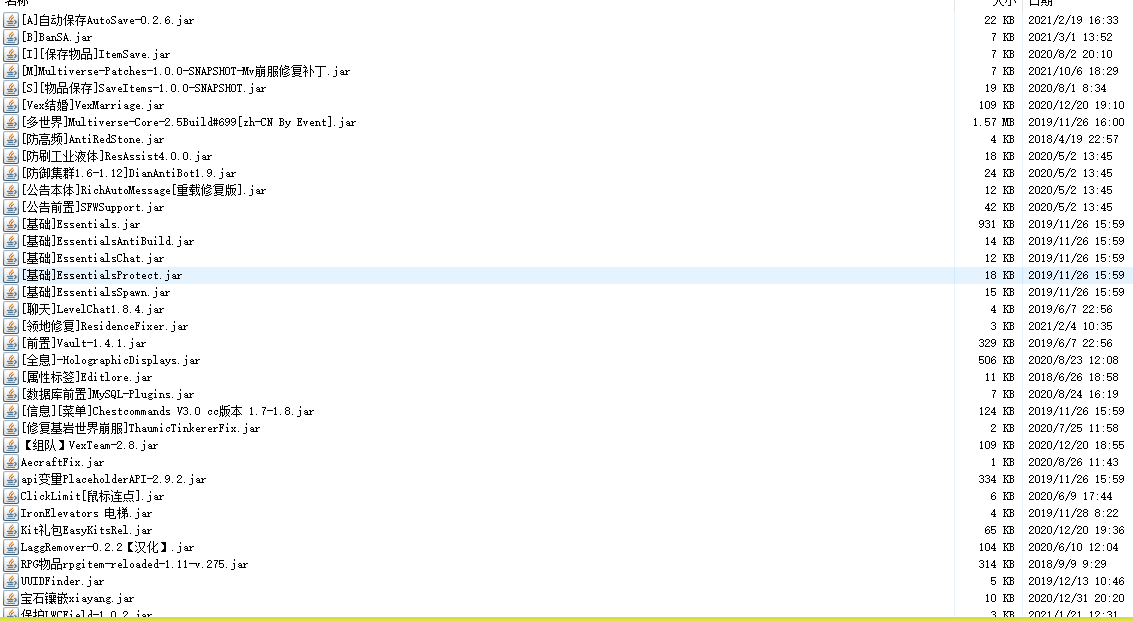 名称 大小 日期
[A]自动保存AutoSave-0.2.6.jar 22 KB 2021/2/19 16:33
[B]BanSA.jar 7 KB 2021/3/1 13:52
[I][保存物品]ItemSave.jar 7 KB 2020/8/2 20:10
[M]Multiverse-Patches-1.0.0-SNAPSHOT-Mv崩服修复补丁.jar 7 KB 2021/10/6 18:29
[S][物品保存]SaveItems-1.0.0-SNAPSHOT.jar 19 KB 2020/8/1 8:34
[Vex结婚]VexMarriage.jar 109 KB 2020/12/20 19:10
[多世界]Multiverse-Core-2.5Build#699[zh-CN By Event].jar 1.57 MB 2019/11/26 16:00
[防高频]AntiRedStone.jar 4 KB 2018/4/19 22:57
[防刷工业液体]ResAssist4.0.0.jar 18 KB 2020/5/2 13:45
[防御集群1.6-1.12]DianAntiBot1.9.jar 24 KB 2020/5/2 13:45
[公告本体]RichAutoMessage[重载修复版].jar 12 KB 2020/5/2 13:45
[公告前置]SFWSupport.jar 42 KB 2020/5/2 13:45
[基础]Essentials.jar 931 KB 2019/11/26 15:59
[基础]EssentialsAntiBuild.jar 14 KB 2019/11/26 15:59
[基础]EssentialsChat.jar 12 KB 2019/11/26 15:59
[基础]EssentialsProtect.jar 18 KB 2019/11/26 15:59
[基础]EssentialsSpawn.jar 15 KB 2019/11/26 15:59
[聊天]LevelChat1.8.4.jar 4 KB 2019/6/7 22:56
[领地修复]ResidenceFixer.jar 3 KB 2021/2/4 10:35
[前置]Vault-1.4.1.jar 329 KB 2019/6/7 22:56
[全息]-HolographicDisplays.jar 506 KB 2020/8/23 12:08
[属性标签]Editlore.jar 11 KB 2018/6/26 18:58
[数据库前置]MySQL-Plugins.jar 7 KB 2020/8/24 16:19
[信息][菜单]Chestcommands V3.0 cc版本 1.7-1.8.jar 124 KB 2019/11/26 15:59
[修复基岩世界崩服]ThaumicTinkererFix.jar 2 KB 2020/7/25 11:58
【组队】VexTeam-2.8.jar 109 KB 2020/12/20 18:55
AecraftFix.jar 1 KB 2020/8/26 11:43
api变量PlaceholderAPI-2.9.2.jar 334 KB 2019/11/26 15:59
ClickLimit[鼠标连点].jar 6 KB 2020/6/9 17:44
IronElevators 电梯.jar 4 KB 2019/11/28 8:22
Kit礼包EasyKitsRel.jar 65 KB 2020/12/20 19:36
LaggRemover-0.2.2【汉化】.jar 104 KB 2020/6/10 12:04
RPG物品rpgitem-reloaded-1.11-v.275.jar 314 KB 2018/9/9 9:29
UUIDFinder.jar 5 KB 2019/12/13 10:46
宝石镶嵌xiayang.jar 10 KB 2020/12/31 20:20
保护LWCField-1.0.2.jar 3 KB 2021/1/21 12:31